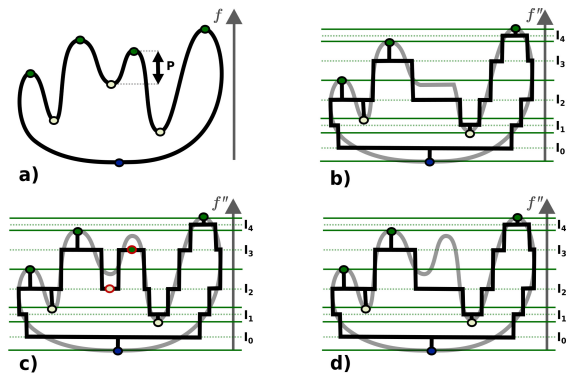 f
P
a)
f''
I₄
I₃
I₂
I₁
I₀
b)
f''
I₄
I₃
I₂
I₁
I₀
c)
f''
I₄
I₃
I₂
I₁
I₀
d)